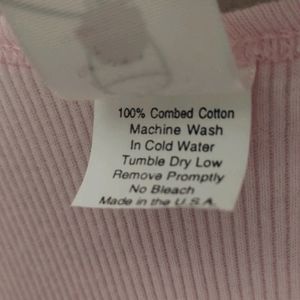 100% Combed Cotton
Machine Wash
In Cold Water
Tumble Dry Low
Remove Promptly
No Bleach
Made in the U.S.A.